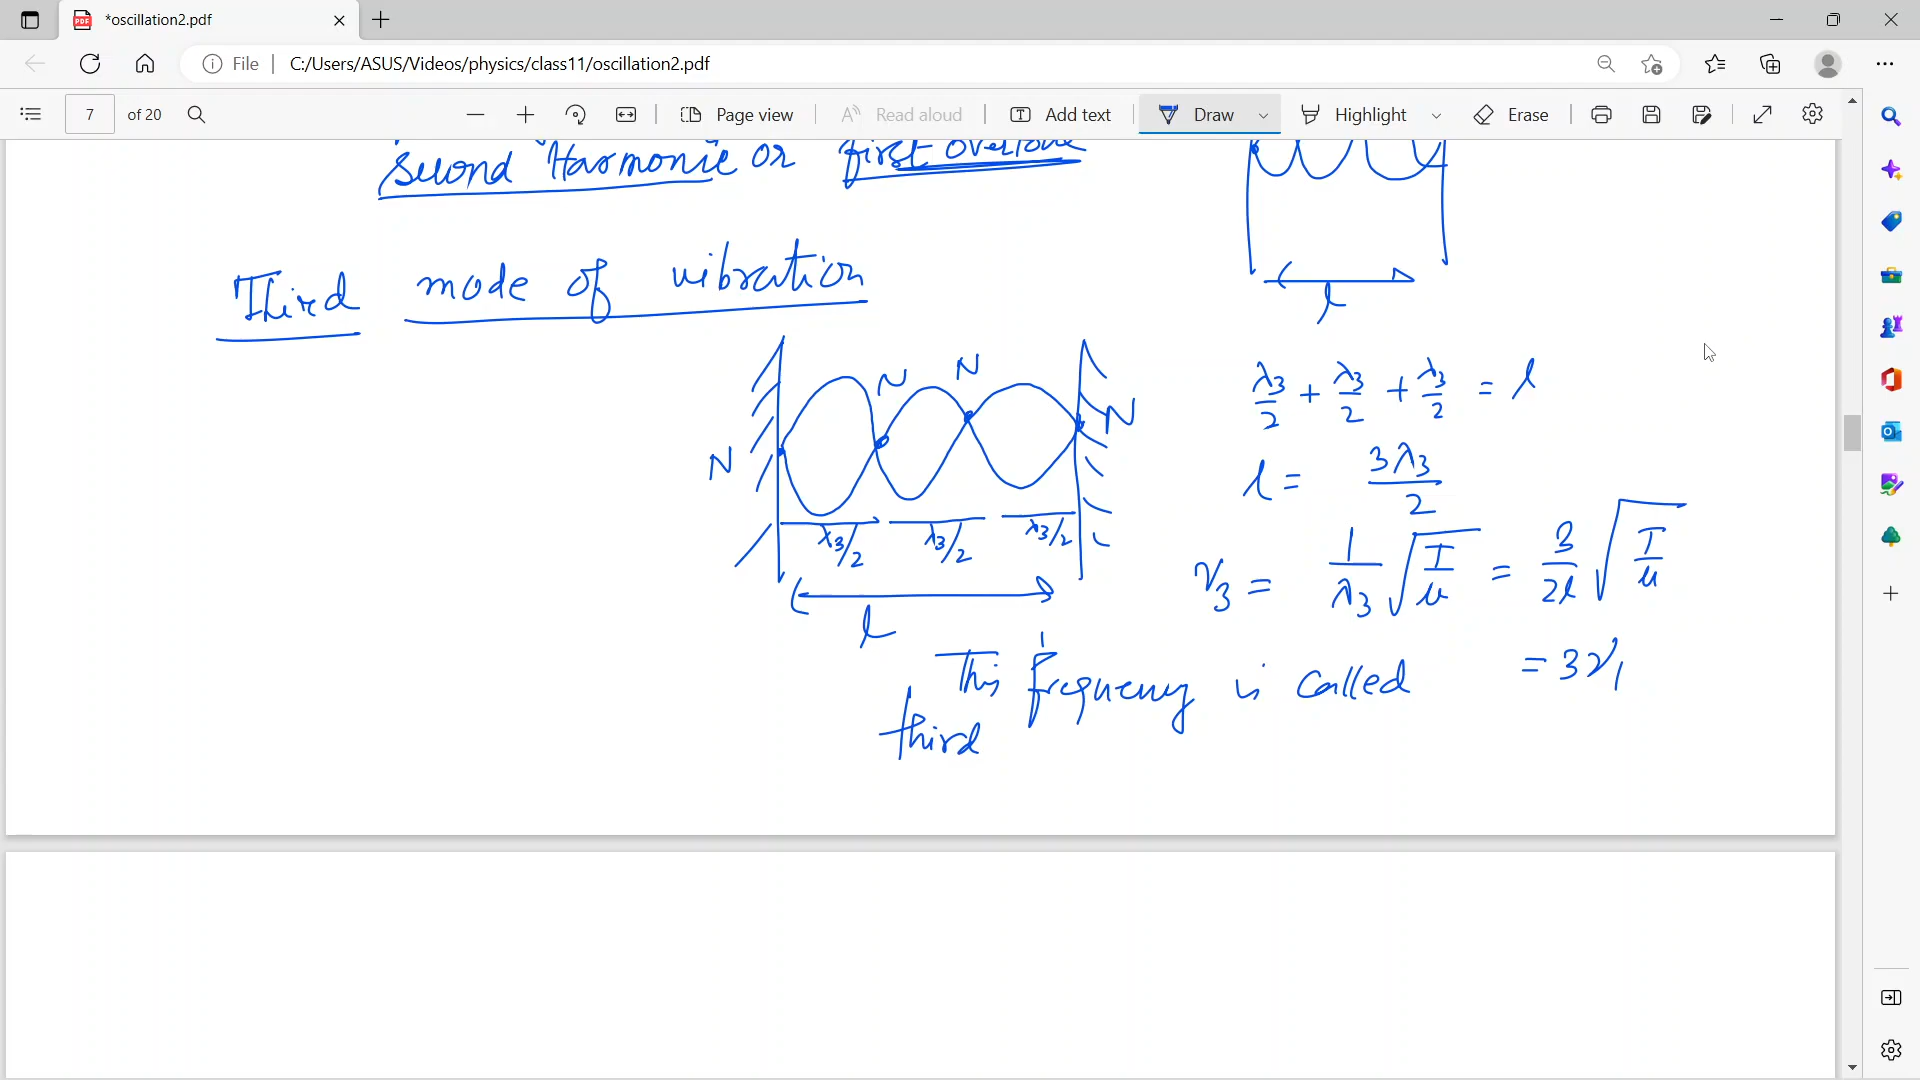 *oscillation2.pdf
File
C:/Users/ASUS/Videos/physics/class11/oscillation2.pdf
7 of 20
Page view
Read aloud
Add text
Draw
Highlight
Erase
Second Harmonic or first overtone
l
Third mode of vibration
N N N N
λ3/2 λ3/2 λ3/2
l
λ3/2 + λ3/2 + λ3/2 = l
l = 3λ3/2
ν3 = 1/λ3 √(T/μ) = 3/2l √(T/μ)
= 3ν1
This frequency is called
third